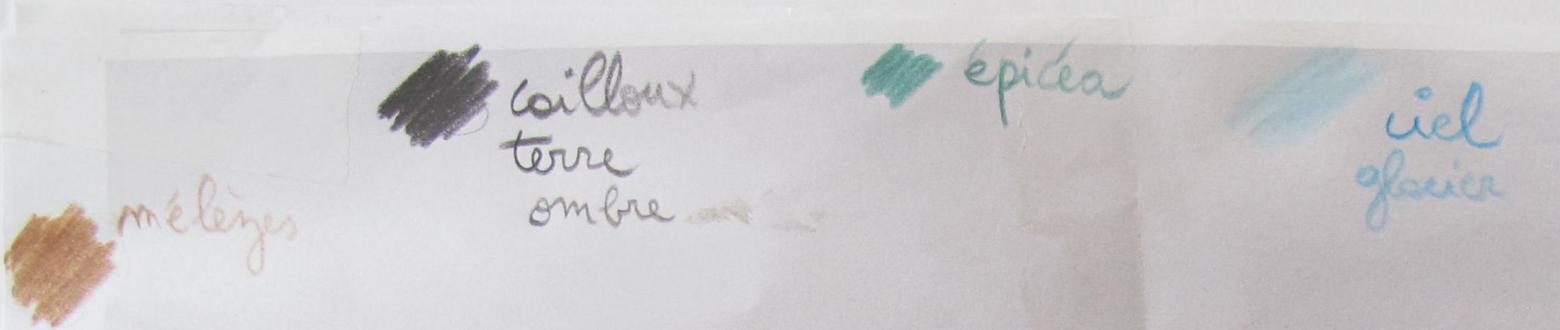 mélèzes
cailloux
terre
ombre
épicéa
ciel
glacier